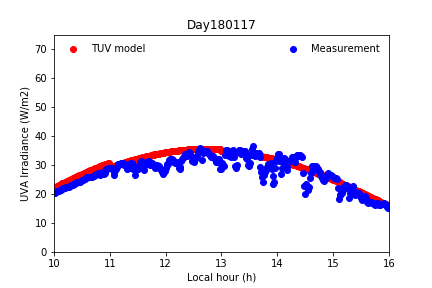 Day180117
TUV model
Measurement
UVA Irradiance (W/m2)
70
60
50
40
30
20
10
0
10 11 12 13 14 15 16
Local hour (h)